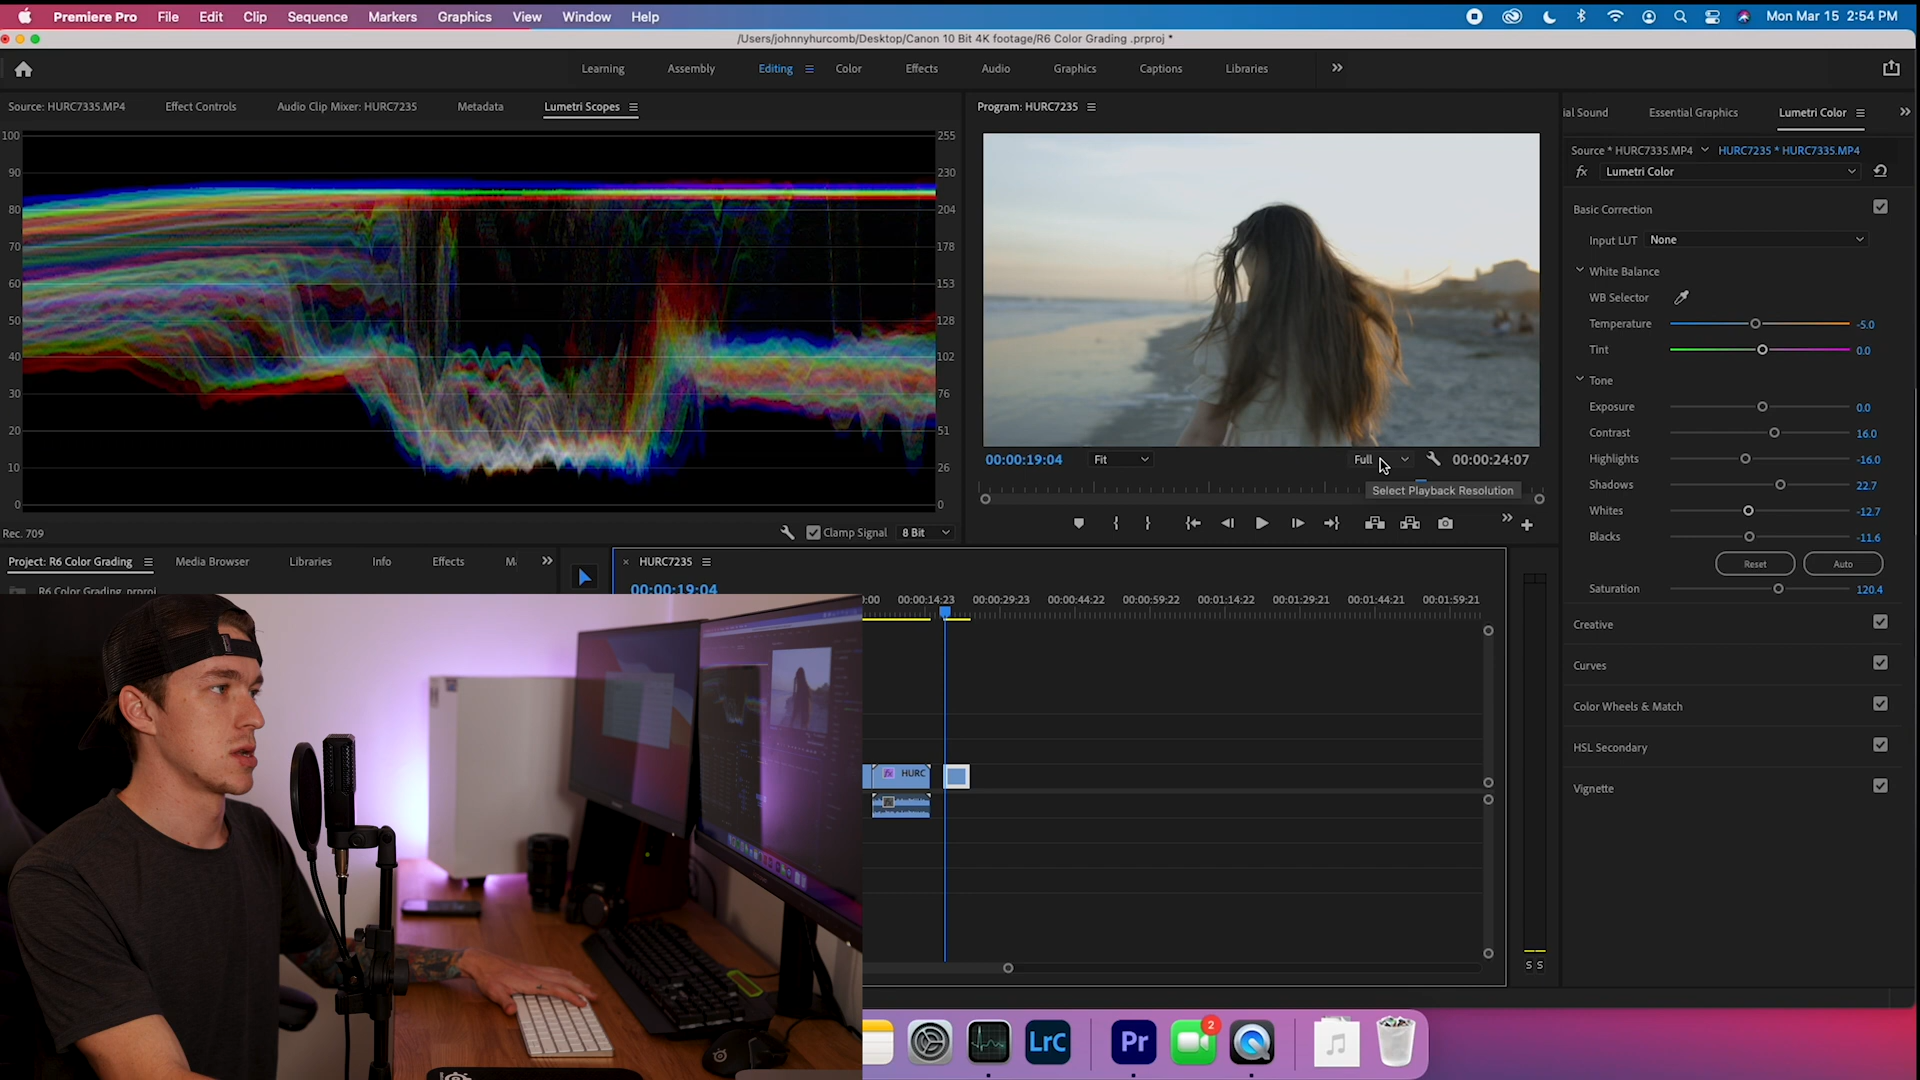 Premiere Pro File Edit Clip Sequence Markers Graphics View Window Help Mon Mar 15 2:54 PM
/Users/johnnyhurcomb/Desktop/Canon 10 Bit 4K footage/R6 Color Grading .prproj *
Learning Assembly Editing Color Effects Audio Graphics Captions Libraries
Source: HURC7335.MP4 Effect Controls Audio Clip Mixer: HURC7235 Metadata Lumetri Scopes
100 255
90 230
80 204
70 178
60 153
50 128
40 102
30 76
20 51
10 26
0 0
Rec. 709 Clamp Signal 8 Bit
Program: HURC7235
00:00:19:04 Fit Full 00:00:24:07
Select Playback Resolution
ial Sound Essential Graphics Lumetri Color
Source * HURC7335.MP4 HURC7235 * HURC7335.MP4
fx Lumetri Color
Basic Correction
Input LUT None
White Balance
WB Selector
Temperature -5.0
Tint 0.0
Tone
Exposure 0.0
Contrast 16.0
Highlights -16.0
Shadows 22.7
Whites -12.7
Blacks -11.6
Reset Auto
Saturation 120.4
Creative
Curves
Color Wheels & Match
HSL Secondary
Vignette
Project: R6 Color Grading Media Browser Libraries Info Effects M
R6 Color Grading .prproj
HURC7235
00:00:19:04
:00 00:00:14:23 00:00:29:23 00:00:44:22 00:00:59:22 00:01:14:22 00:01:29:21 00:01:44:21 00:01:59:21
fx HURC
S S
LrC Pr 2